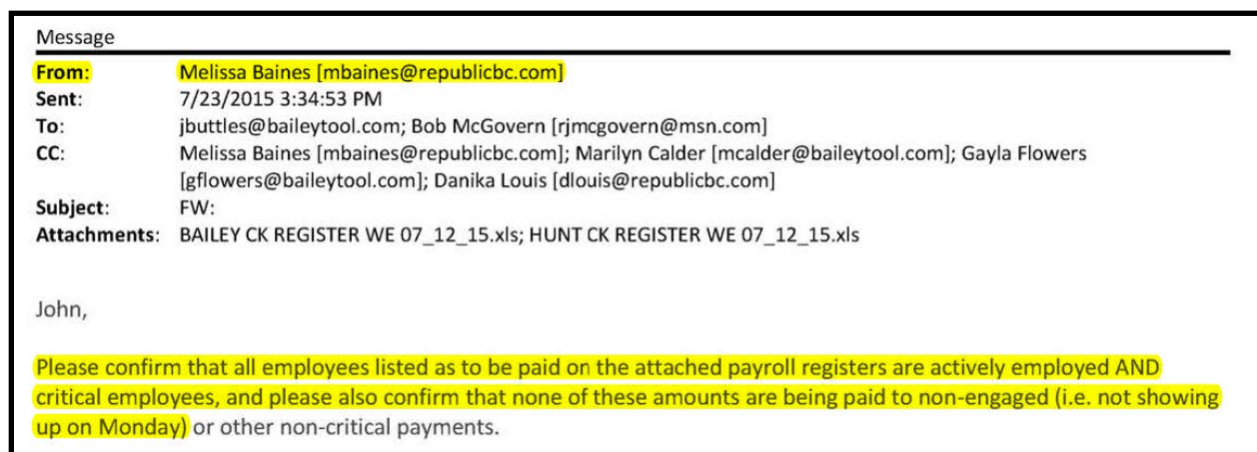 Message
From: Melissa Baines [mbaines@republicbc.com]
Sent: 7/23/2015 3:34:53 PM
To: jbuttles@baileytool.com; Bob McGovern [rjmcgovern@msn.com]
CC: Melissa Baines [mbaines@republicbc.com]; Marilyn Calder [mcalder@baileytool.com]; Gayla Flowers
[gflowers@baileytool.com]; Danika Louis [dlouis@republicbc.com]
Subject: FW:
Attachments: BAILEY CK REGISTER WE 07_12_15.xls; HUNT CK REGISTER WE 07_12_15.xls
John,
Please confirm that all employees listed as to be paid on the attached payroll registers are actively employed AND
critical employees, and please also confirm that none of these amounts are being paid to non-engaged (i.e. not showing
up on Monday) or other non-critical payments.